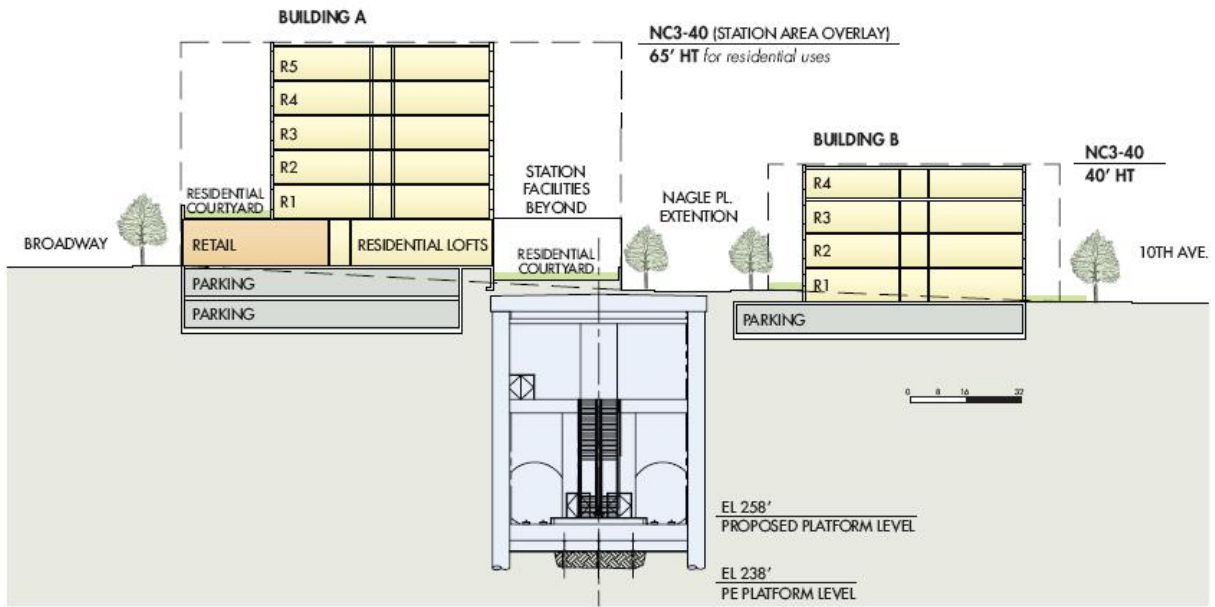 BUILDING A
NC3-40 (STATION AREA OVERLAY)
65' HT for residential uses
R5
R4
R3
R2
R1
RESIDENTIAL
COURTYARD
STATION
FACILITIES
BEYOND
BUILDING B
NC3-40
40' HT
NAGLE PL.
EXTENTION
R4
R3
R2
R1
BROADWAY
RETAIL
RESIDENTIAL LOFTS
RESIDENTIAL
COURTYARD
10TH AVE.
PARKING
PARKING
PARKING
0 8 16 32
EL 258'
PROPOSED PLATFORM LEVEL
EL 238'
PE PLATFORM LEVEL